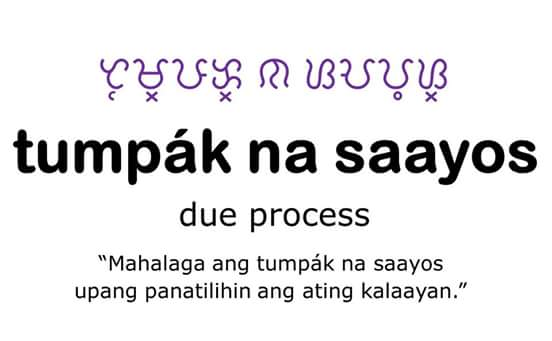 ᜆᜓᜋ᜔ᜉᜃ᜔ ᜈ ᜐᜀᜌᜓᜐ᜔
tumpák na saayos
due process
“Mahalaga ang tumpák na saayos
upang panatilihin ang ating kalaayan.”